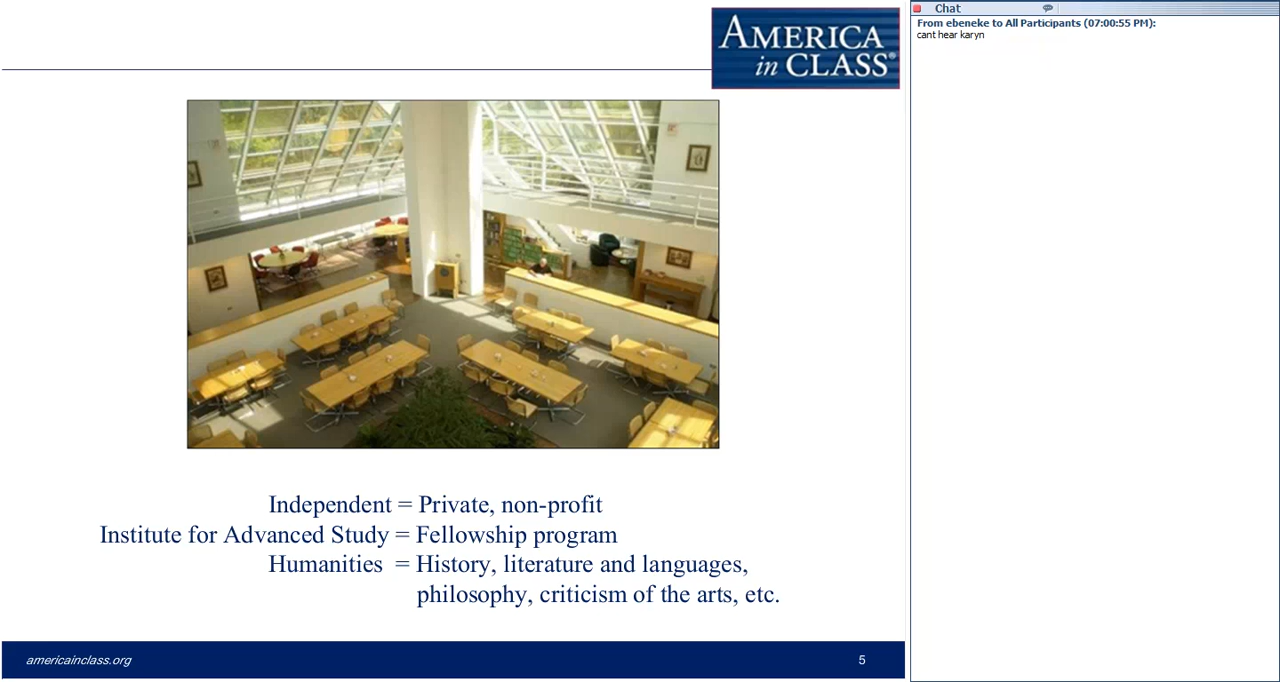 AMERICA
in CLASS®
Independent = Private, non-profit
Institute for Advanced Study = Fellowship program
Humanities = History, literature and languages,
philosophy, criticism of the arts, etc.
americainclass.org
5
Chat
From ebeneke to All Participants (07:00:55 PM):
cant hear karyn